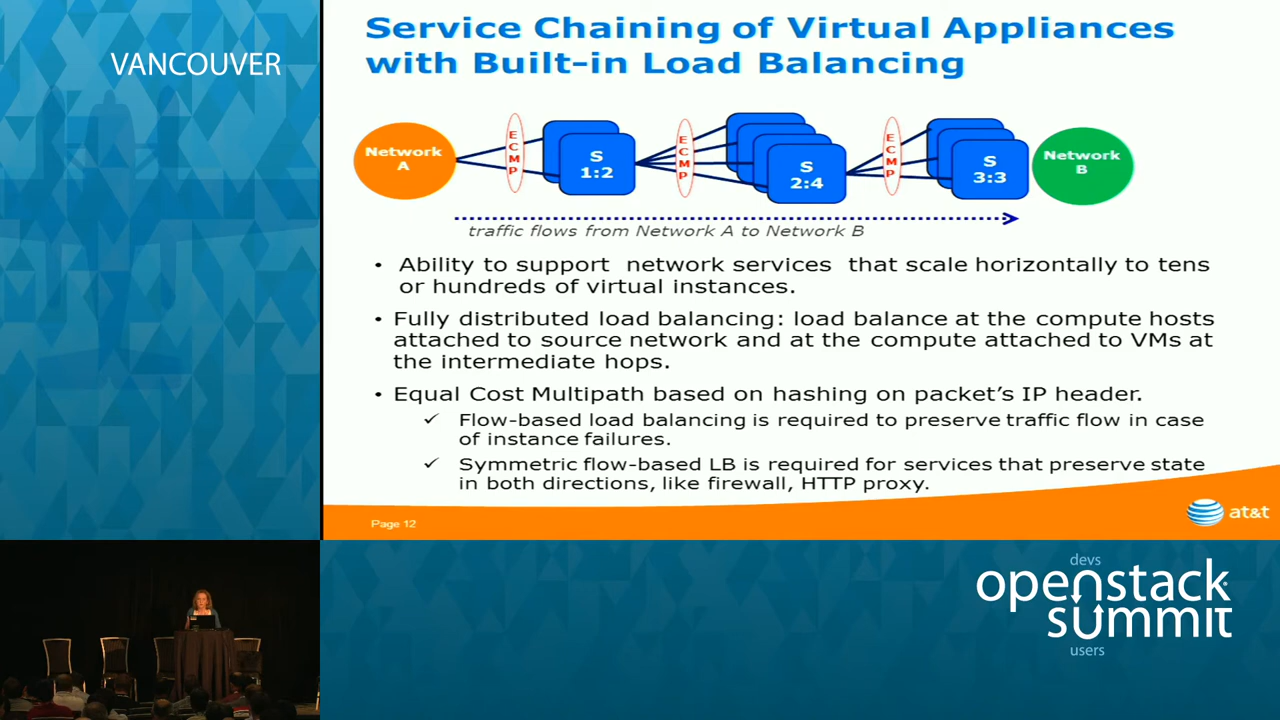 VANCOUVER
Service Chaining of Virtual Appliances
with Built-in Load Balancing
Network
A
ECMP
S
1:2
ECMP
S
2:4
ECMP
S
3:3
Network
B
traffic flows from Network A to Network B
• Ability to support network services that scale horizontally to tens
or hundreds of virtual instances.
• Fully distributed load balancing: load balance at the compute hosts
attached to source network and at the compute attached to VMs at
the intermediate hops.
• Equal Cost Multipath based on hashing on packet's IP header.
✓ Flow-based load balancing is required to preserve traffic flow in case
of instance failures.
✓ Symmetric flow-based LB is required for services that preserve state
in both directions, like firewall, HTTP proxy.
Page 12
at&t
devs
openstack
summit
users